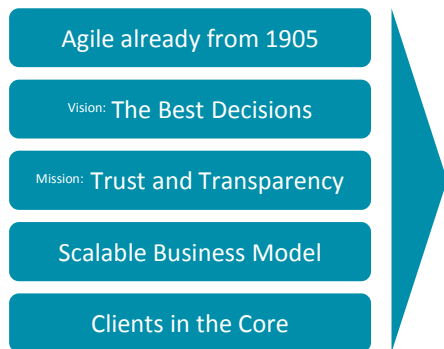 Agile already from 1905
Vision: The Best Decisions
Mission: Trust and Transparency
Scalable Business Model
Clients in the Core